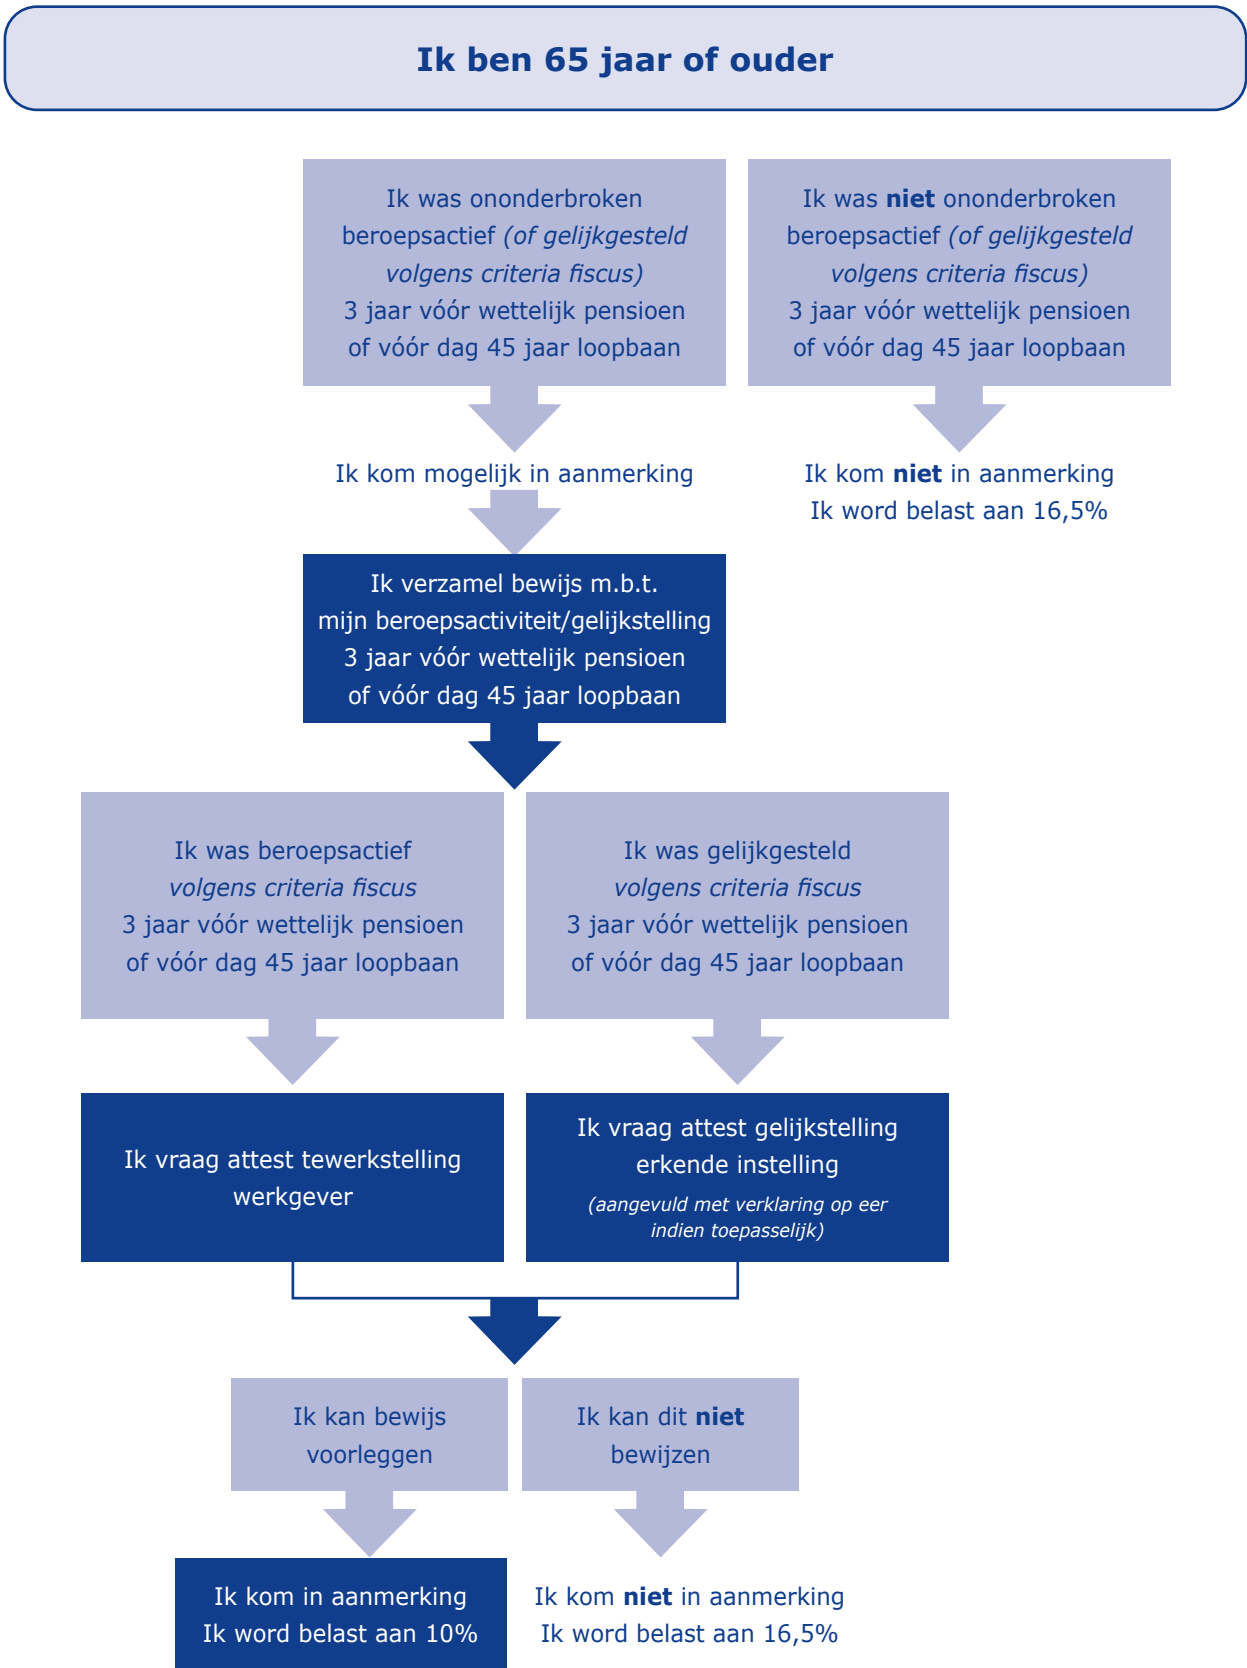 Ik ben 65 jaar of ouder
Ik was ononderbroken
beroepsactief (of gelijkgesteld
volgens criteria fiscus)
3 jaar vóór wettelijk pensioen
of vóór dag 45 jaar loopbaan
Ik was niet ononderbroken
beroepsactief (of gelijkgesteld
volgens criteria fiscus)
3 jaar vóór wettelijk pensioen
of vóór dag 45 jaar loopbaan
Ik kom mogelijk in aanmerking
Ik kom niet in aanmerking
Ik word belast aan 16,5%
Ik verzamel bewijs m.b.t.
mijn beroepsactiviteit/gelijkstelling
3 jaar vóór wettelijk pensioen
of vóór dag 45 jaar loopbaan
Ik was beroepsactief
volgens criteria fiscus
3 jaar vóór wettelijk pensioen
of vóór dag 45 jaar loopbaan
Ik was gelijkgesteld
volgens criteria fiscus
3 jaar vóór wettelijk pensioen
of vóór dag 45 jaar loopbaan
Ik vraag attest tewerkstelling
werkgever
Ik vraag attest gelijkstelling
erkende instelling
(aangevuld met verklaring op eer
indien toepasselijk)
Ik kan bewijs
voorleggen
Ik kan dit niet
bewijzen
Ik kom in aanmerking
Ik word belast aan 10%
Ik kom niet in aanmerking
Ik word belast aan 16,5%